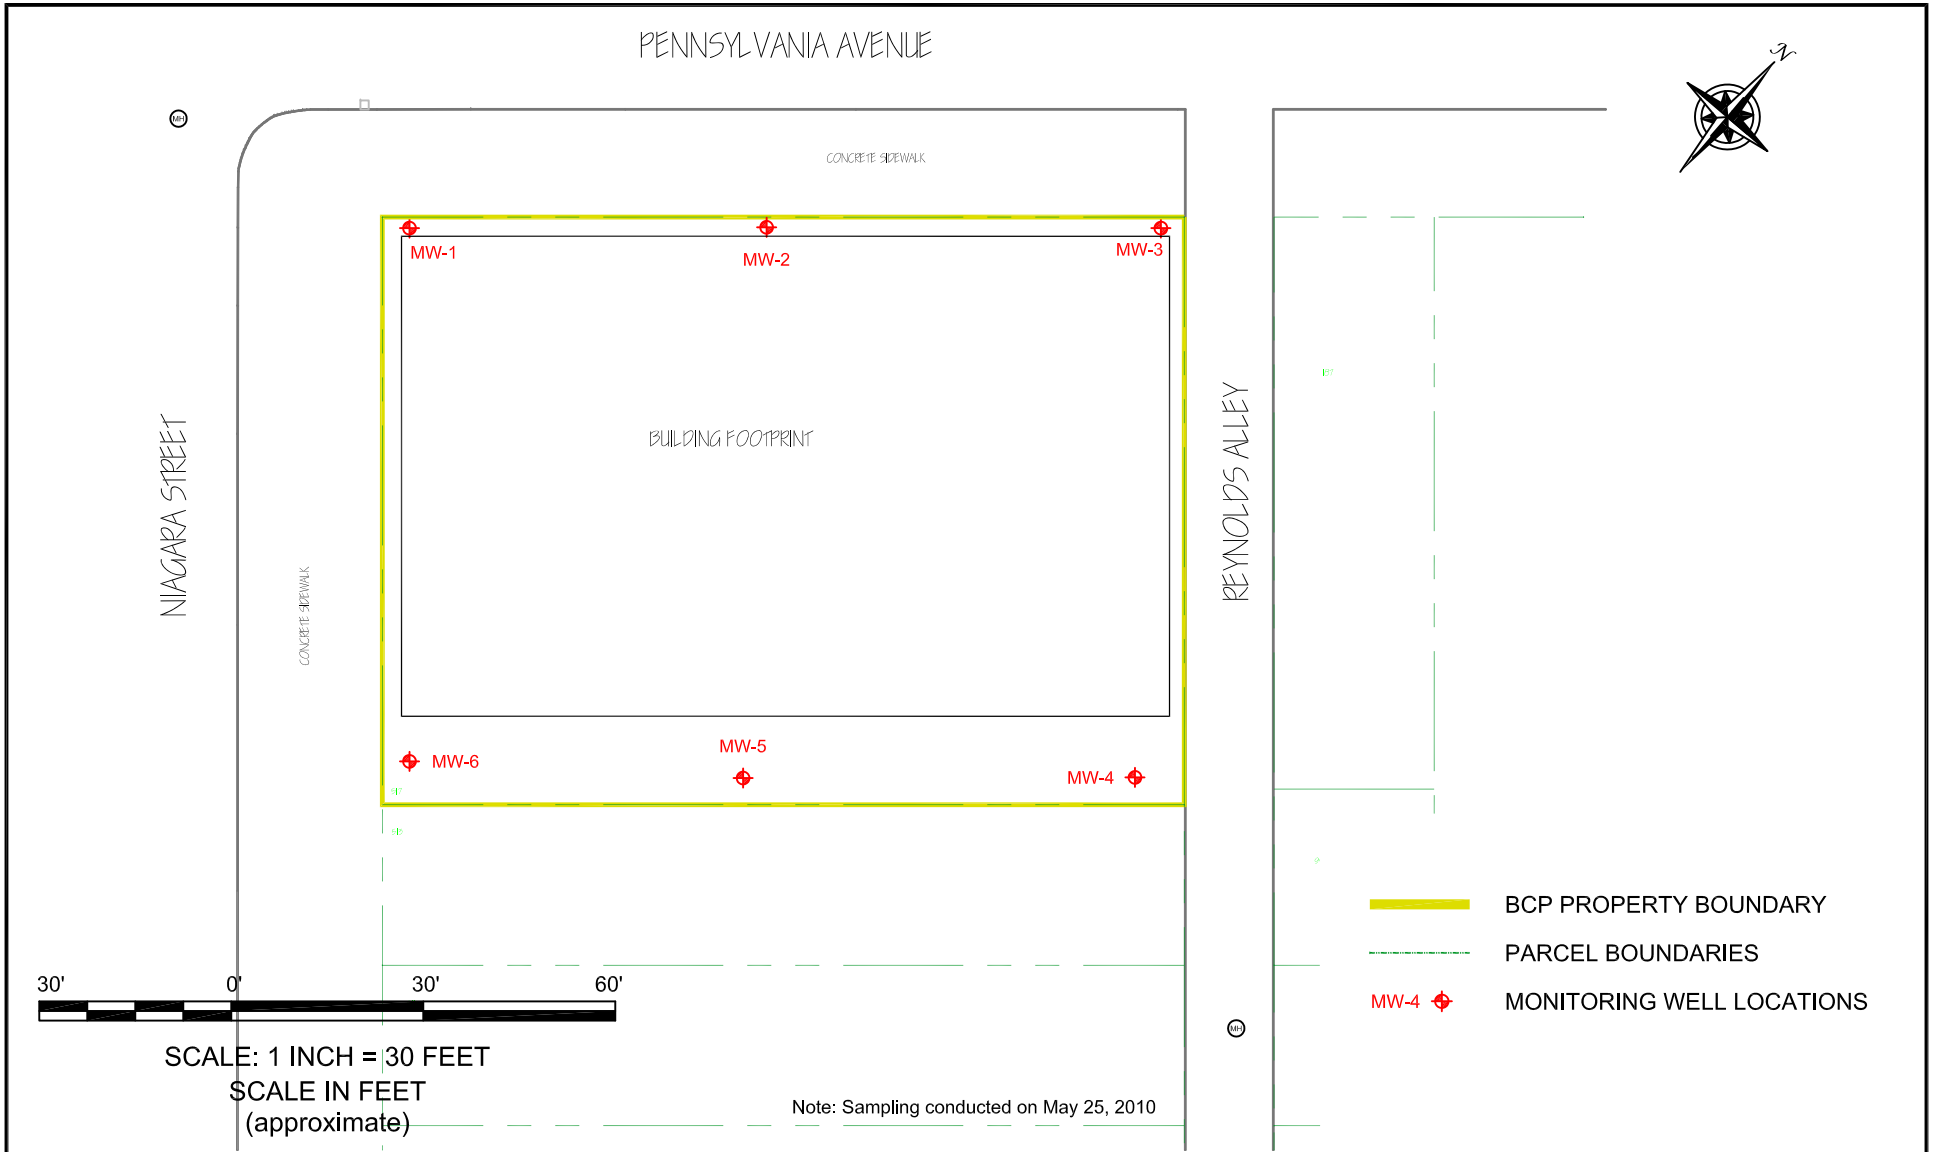 PENNSYLVANIA AVENUE
N
MH
CONCRETE SIDEWALK
MW-1
MW-2
MW-3
BUILDING FOOTPRINT
NIAGARA STREET
CONCRETE SIDEWALK
REYNOLDS ALLEY
MW-6
MW-5
MW-4
BCP PROPERTY BOUNDARY
PARCEL BOUNDARIES
MW-4 MONITORING WELL LOCATIONS
30' 0' 30' 60'
MH
SCALE: 1 INCH = 30 FEET
SCALE IN FEET
(approximate)
Note: Sampling conducted on May 25, 2010